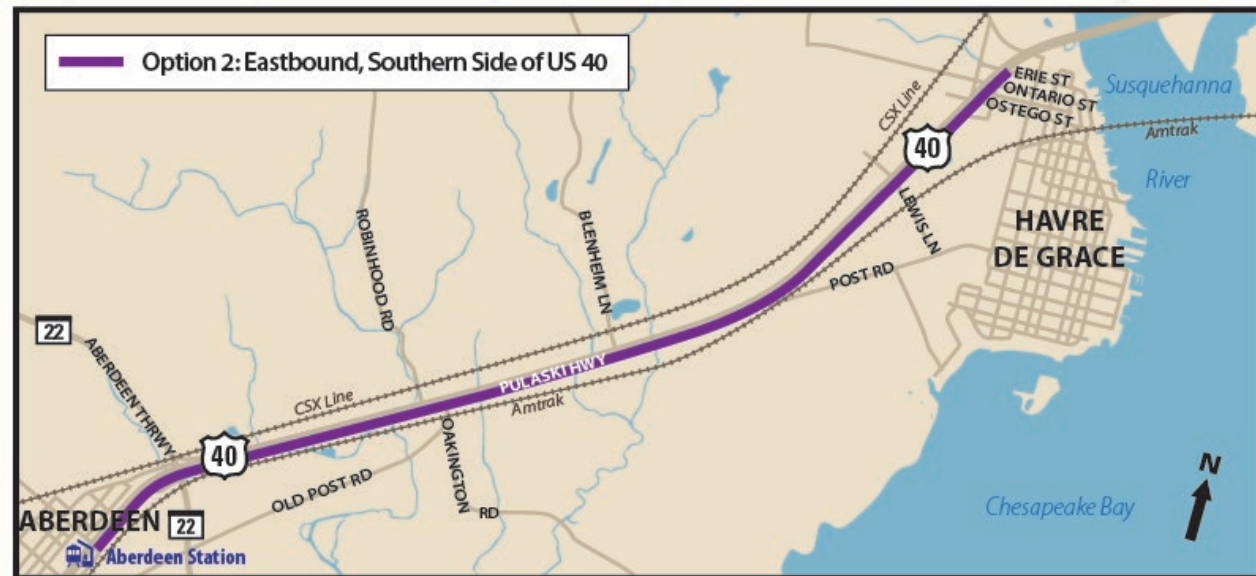 Option 2: Eastbound, Southern Side of US 40
ERIE ST
ONTARIO ST
OSTEGO ST
Susquehanna
River
CSX Line
Amtrak
40
LEWIS LN
HAVRE
DE GRACE
ROBINHOOD RD
BLENHEIM LN
POST RD
22
ABERDEEN THRWY
CSX Line
PULASKI HWY
Amtrak
40
OAKINGTON
RD
OLD POST RD
N
Chesapeake Bay
ABERDEEN
22
Aberdeen Station